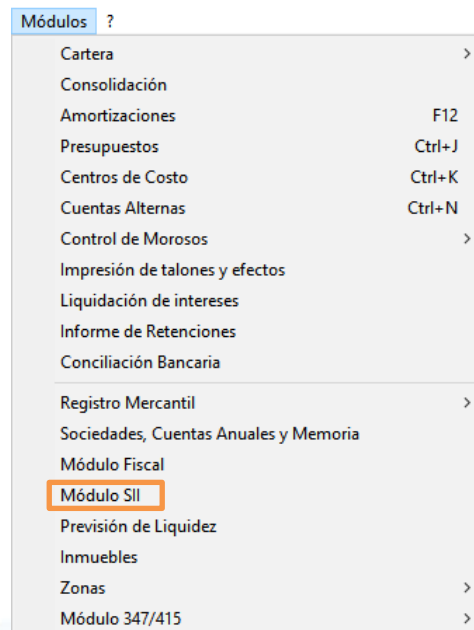 Módulos ?
Cartera >
Consolidación
Amortizaciones F12
Presupuestos Ctrl+J
Centros de Costo Ctrl+K
Cuentas Alternas Ctrl+N
Control de Morosos >
Impresión de talones y efectos
Liquidación de intereses
Informe de Retenciones
Conciliación Bancaria
Registro Mercantil >
Sociedades, Cuentas Anuales y Memoria
Módulo Fiscal
Módulo SII
Previsión de Liquidez
Inmuebles
Zonas >
Módulo 347/415 >